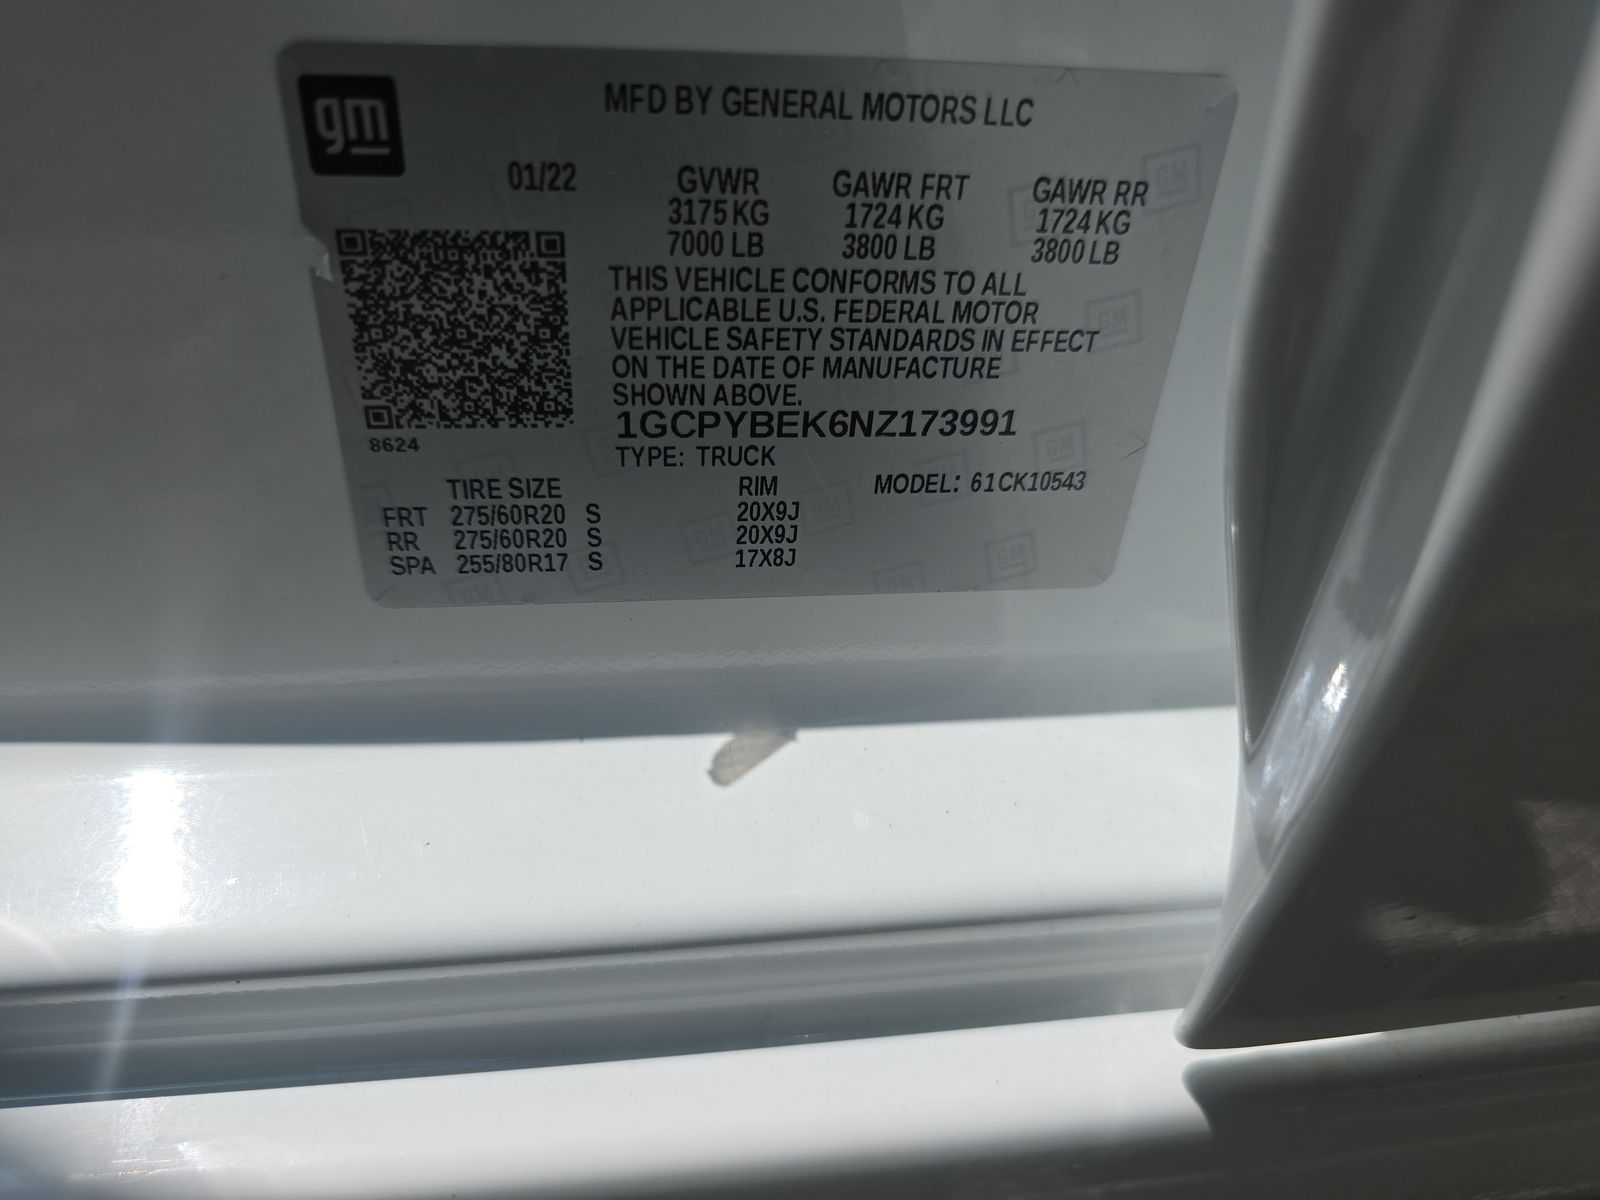 gm
MFD BY GENERAL MOTORS LLC
01/22 GVWR GAWR FRT GAWR RR
3175 KG 1724 KG 1724 KG
7000 LB 3800 LB 3800 LB
THIS VEHICLE CONFORMS TO ALL
APPLICABLE U.S. FEDERAL MOTOR
VEHICLE SAFETY STANDARDS IN EFFECT
ON THE DATE OF MANUFACTURE
SHOWN ABOVE.
1GCPYBEK6NZ173991
8624
TYPE: TRUCK
MODEL: 61CK10543
TIRE SIZE RIM
FRT 275/60R20 S 20X9J
RR 275/60R20 S 20X9J
SPA 255/80R17 S 17X8J